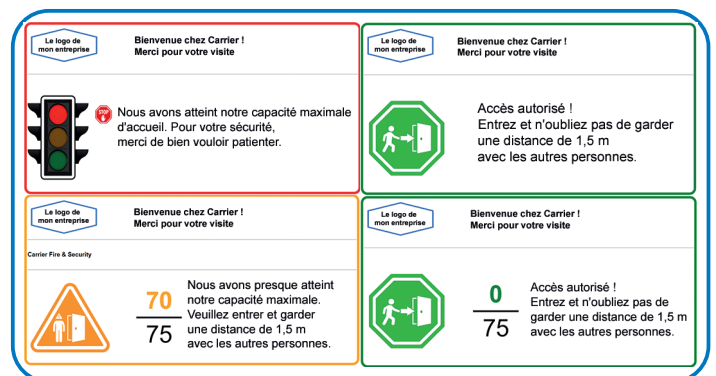 Le logo de
mon entreprise
Bienvenue chez Carrier !
Merci pour votre visite
STOP
Nous avons atteint notre capacité maximale
d'accueil. Pour votre sécurité,
merci de bien vouloir patienter.
Le logo de
mon entreprise
Bienvenue chez Carrier !
Merci pour votre visite
Accès autorisé !
Entrez et n'oubliez pas de garder
une distance de 1,5 m
avec les autres personnes.
Le logo de
mon entreprise
Bienvenue chez Carrier !
Merci pour votre visite
Carrier Fire & Security
70
75
Nous avons presque atteint
notre capacité maximale.
Veuillez entrer et garder
une distance de 1,5 m
avec les autres personnes.
Le logo de
mon entreprise
Bienvenue chez Carrier !
Merci pour votre visite
0
75
Accès autorisé !
Entrez et n'oubliez pas de
garder une distance de 1,5 m
avec les autres personnes.